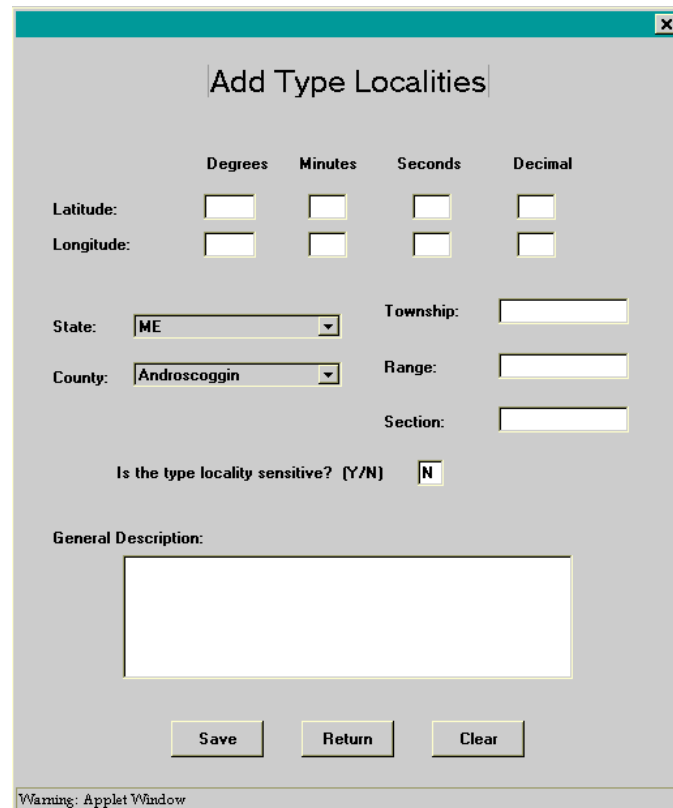 Add Type Localities
Degrees Minutes Seconds Decimal
Latitude:
Longitude:
State: ME Township:
County: Androscoggin Range:
Section:
Is the type locality sensitive? (Y/N) N
General Description:
Save Return Clear
Warning: Applet Window